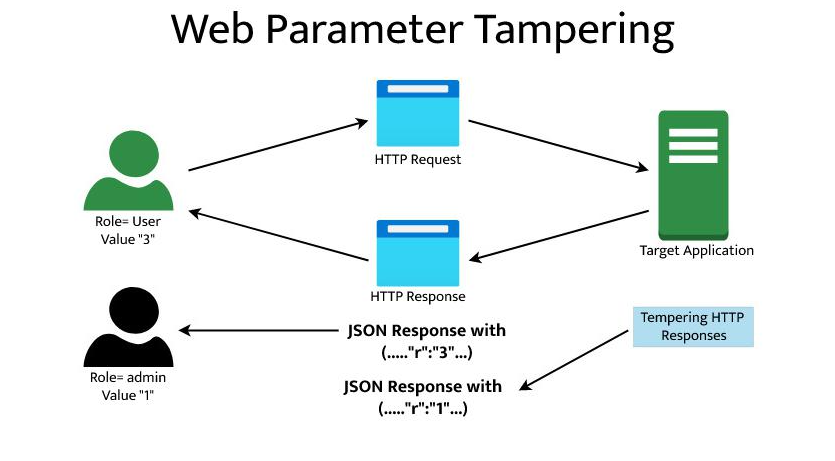 Web Parameter Tampering
HTTP Request
Role= User
Value "3"
Target Application
HTTP Response
JSON Response with
(....."r":"3"...)
Tempering HTTP
Responses
Role= admin
Value "1"
JSON Response with
(....."r":"1"...)